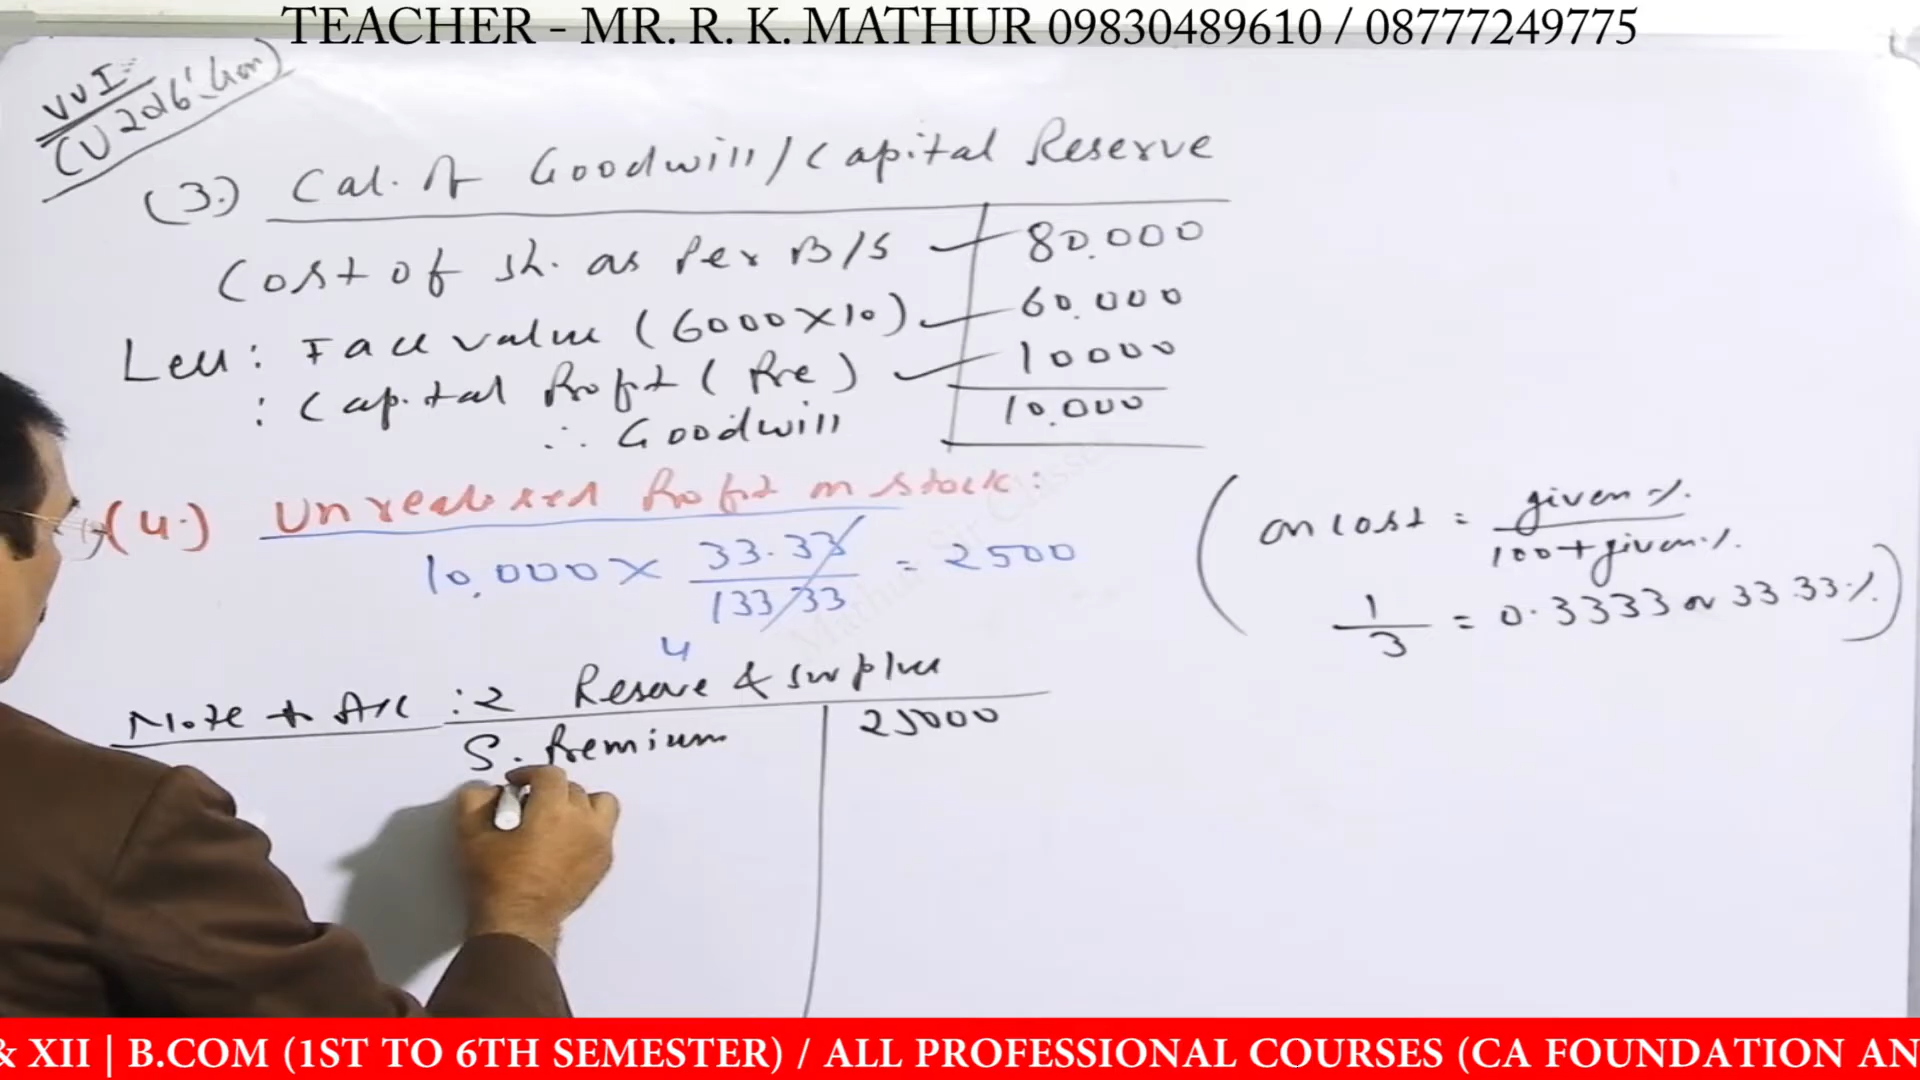 TEACHER - MR. R. K. MATHUR 09830489610 / 08777249775
VVI
CU 2016 (Hon)
(3.) Cal. of Goodwill/Capital Reserve
Cost of sh. as Per B/S 80.000
Less: Face value (6000×10) 60.000
: Capital Profit (Pre) 10000
∴ Goodwill 10.000
(4.) Unrealised Profit on stock:
10,000 × 33.33 / 133.33 = 2500
4
(on cost = given % / 100 + given %
1/3 = 0.3333 or 33.33%)
Note to A/c : 2 Reserve & surplus
S. Premium 25000
& XII | B.COM (1ST TO 6TH SEMESTER) / ALL PROFESSIONAL COURSES (CA FOUNDATION AN